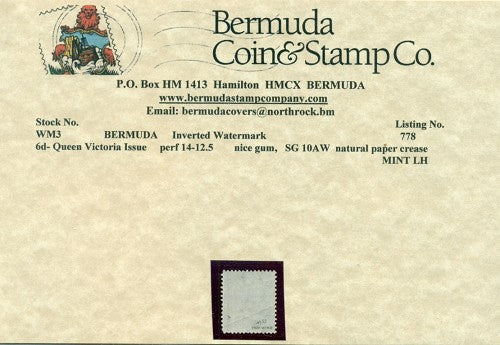 Bermuda
Coin&Stamp Co.
P.O. Box HM 1413 Hamilton HMCX BERMUDA
www.bermudastampcompany.com
Email: bermudacovers@northrock.bm
Stock No. Listing No.
WM3 BERMUDA Inverted Watermark 778
6d- Queen Victoria Issue perf 14-12.5 nice gum, SG 10AW natural paper crease
MINT LH